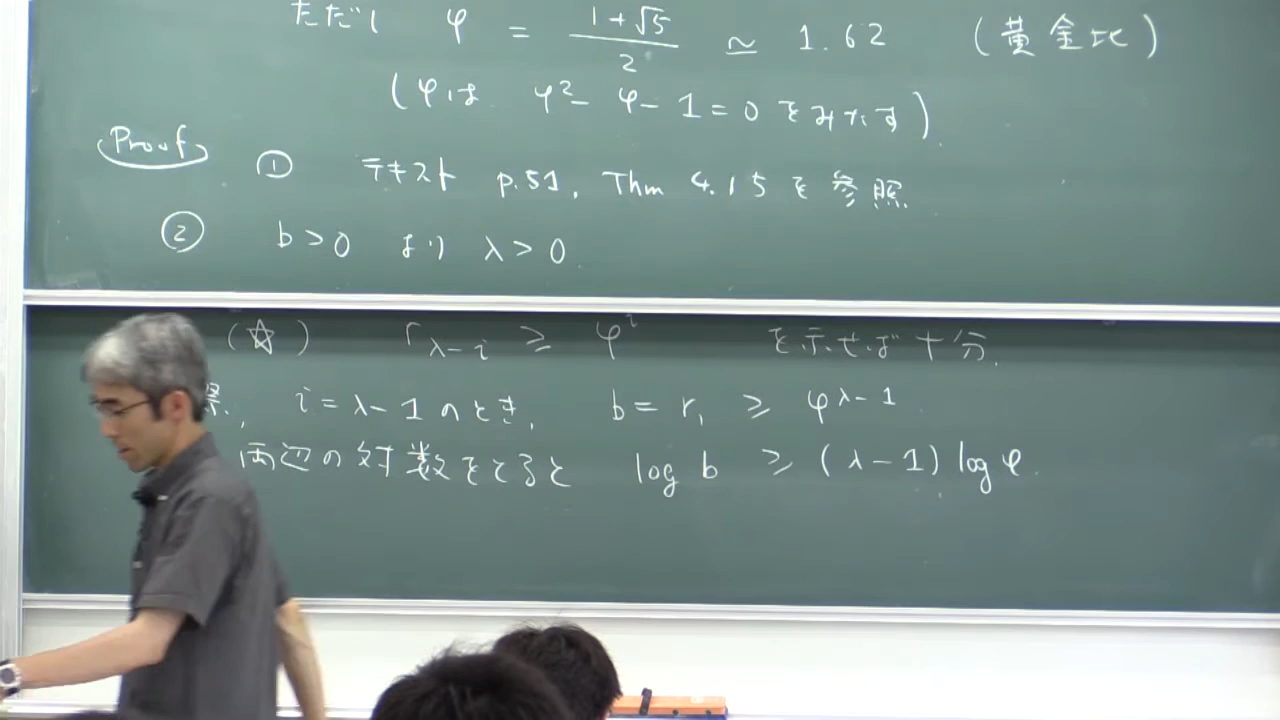 ただし φ = (1+√5)/2 ≃ 1.62 (黄金比)
(φは φ²-φ-1=0 をみたす)
Proof
① テキスト p.51, Thm 4.15 を参照.
② b>0 より λ>0.
(☆) r_{λ-i} ≥ φ^i を示せば十分.
際, i=λ-1のとき, b=r₁ ≥ φ^{λ-1}.
両辺の対数をとると log b ≥ (λ-1) log φ.